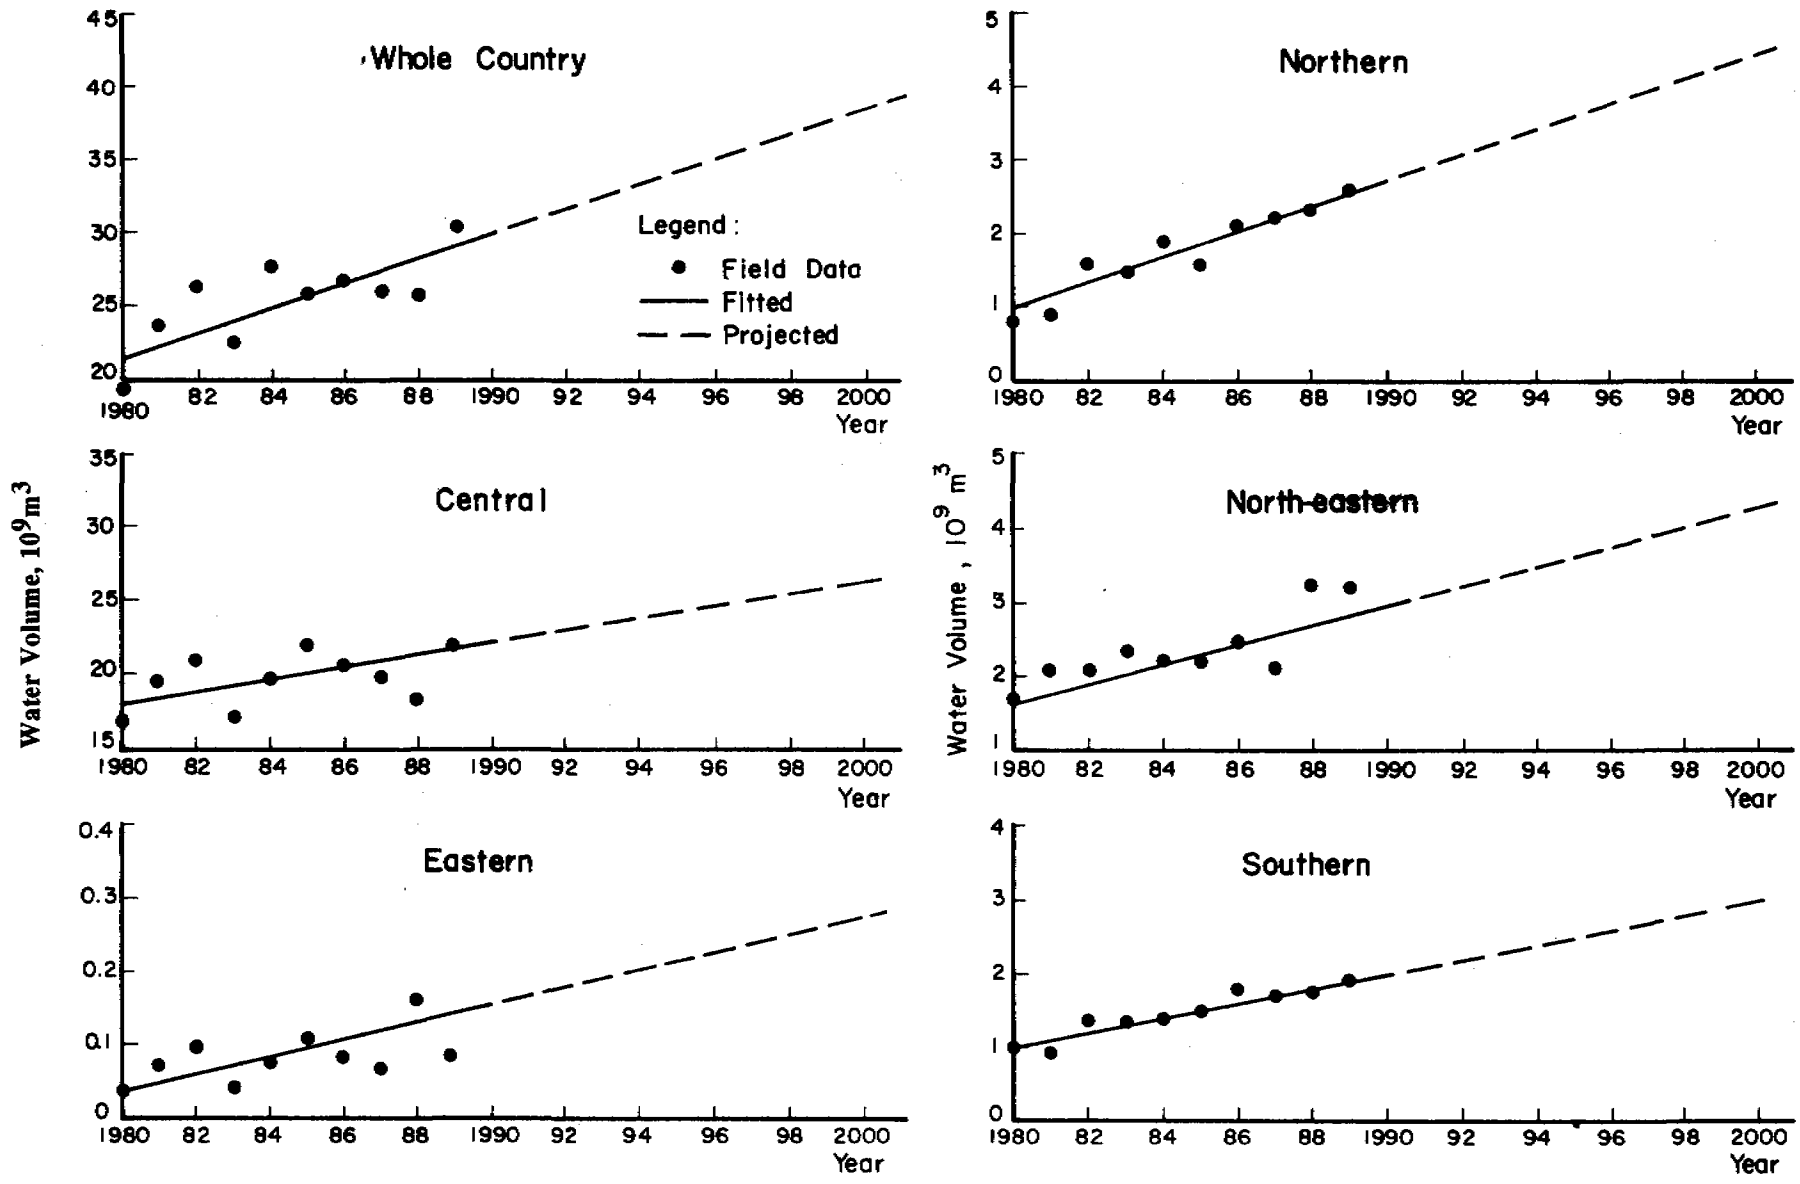 Whole Country
45
40
35
30
25
20
1980 82 84 86 88 1990 92 94 96 98 2000
Year
Legend :
Field Data
Fitted
Projected
Northern
5
4
3
2
1
0
1980 82 84 86 88 1990 92 94 96 98 2000
Year
Water Volume, 10⁹m³
Central
35
30
25
20
15
1980 82 84 86 88 1990 92 94 96 98 2000
Year
Water Volume , 10⁹ m³
North-eastern
5
4
3
2
1
1980 82 84 86 88 1990 92 94 96 98 2000
Year
Eastern
0.4
0.3
0.2
0.1
0
1980 82 84 86 88 1990 92 94 96 98 2000
Year
Southern
4
3
2
1
0
1980 82 84 86 88 1990 92 94 96 98 2000
Year